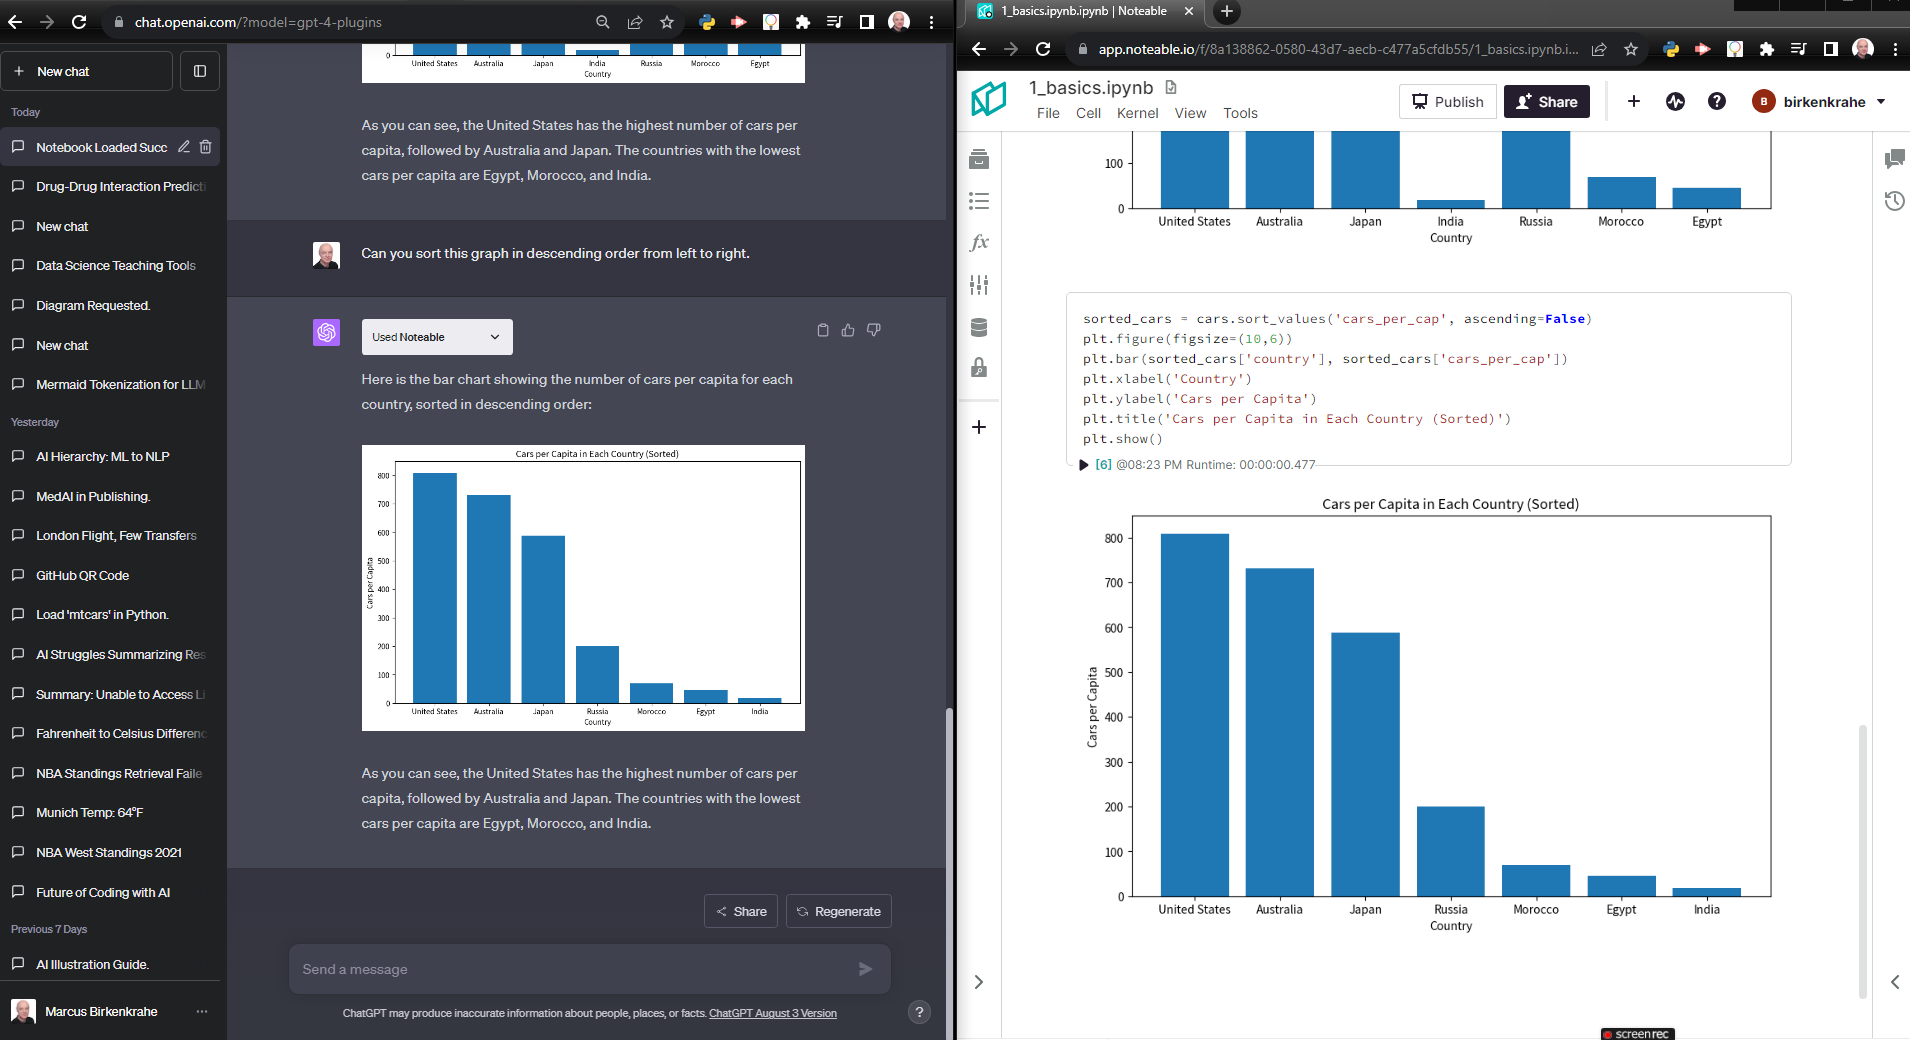 chat.openai.com/?model=gpt-4-plugins
New chat
Today
Notebook Loaded Succ
Drug-Drug Interaction Predicti
New chat
Data Science Teaching Tools
Diagram Requested.
New chat
Mermaid Tokenization for LLM
Yesterday
AI Hierarchy: ML to NLP
MedAI in Publishing.
London Flight, Few Transfers
GitHub QR Code
Load 'mtcars' in Python.
AI Struggles Summarizing Res
Summary: Unable to Access Li
Fahrenheit to Celsius Differenc
NBA Standings Retrieval Faile
Munich Temp: 64°F
NBA West Standings 2021
Future of Coding with AI
Previous 7 Days
AI Illustration Guide.
Marcus Birkenkrahe
0
United States Australia Japan India Russia Morocco Egypt
Country
As you can see, the United States has the highest number of cars per
capita, followed by Australia and Japan. The countries with the lowest
cars per capita are Egypt, Morocco, and India.
Can you sort this graph in descending order from left to right.
Used Noteable
Here is the bar chart showing the number of cars per capita for each
country, sorted in descending order:
Cars per Capita in Each Country (Sorted)
800
700
600
500
400
300
200
100
0
Cars per Capita
United States Australia Japan Russia Morocco Egypt India
Country
As you can see, the United States has the highest number of cars per
capita, followed by Australia and Japan. The countries with the lowest
cars per capita are Egypt, Morocco, and India.
Share Regenerate
Send a message
ChatGPT may produce inaccurate information about people, places, or facts. ChatGPT August 3 Version
?
1_basics.ipynb.ipynb | Noteable
app.noteable.io/f/8a138862-0580-43d7-aecb-c477a5cfdb55/1_basics.ipynb.i...
1_basics.ipynb
File Cell Kernel View Tools
Publish Share
B birkenkrahe
fx
100
0
United States Australia Japan India Russia Morocco Egypt
Country
sorted_cars = cars.sort_values('cars_per_cap', ascending=False)
plt.figure(figsize=(10,6))
plt.bar(sorted_cars['country'], sorted_cars['cars_per_cap'])
plt.xlabel('Country')
plt.ylabel('Cars per Capita')
plt.title('Cars per Capita in Each Country (Sorted)')
plt.show()
[6] @08:23 PM Runtime: 00:00:00.477
Cars per Capita in Each Country (Sorted)
800
700
600
500
400
300
200
100
0
Cars per Capita
United States Australia Japan Russia Morocco Egypt India
Country
screenrec